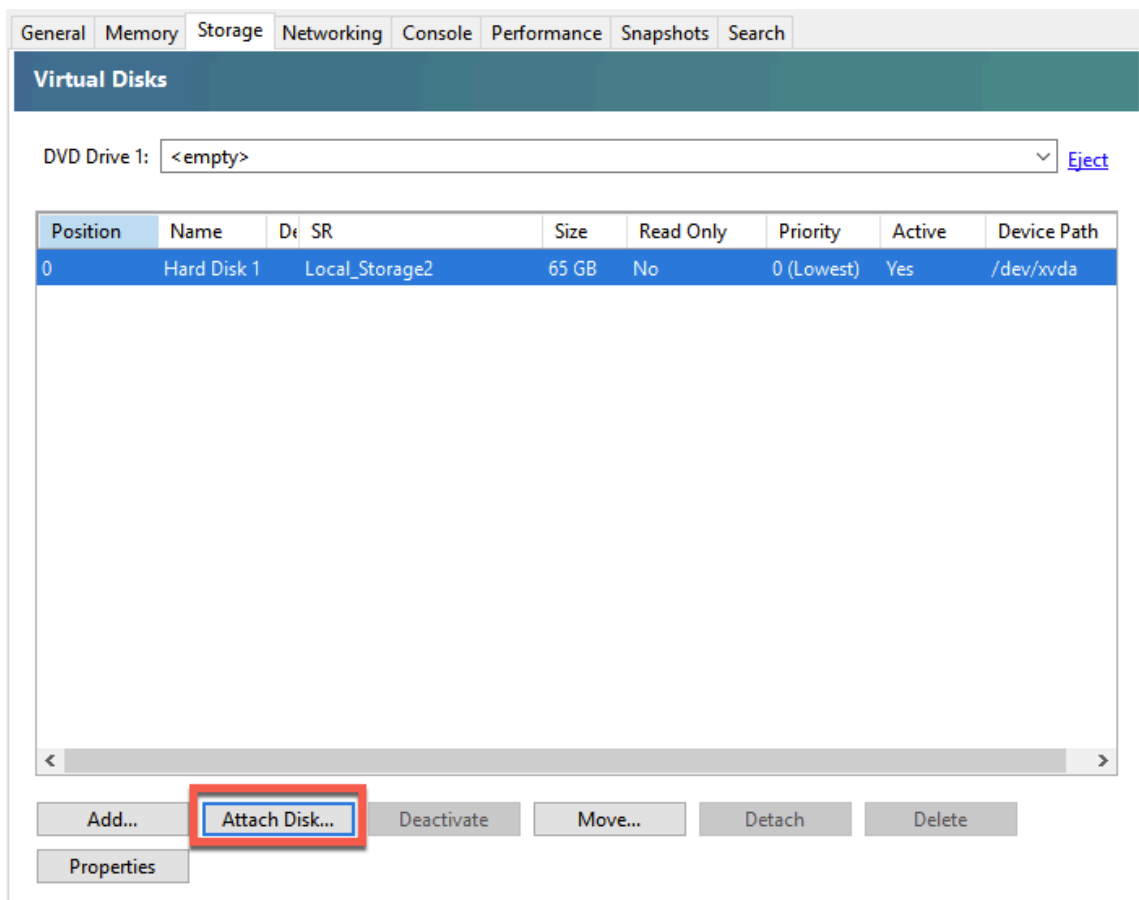 General Memory Storage Networking Console Performance Snapshots Search
Virtual Disks
DVD Drive 1: <empty> Eject
Position Name De SR Size Read Only Priority Active Device Path
0 Hard Disk 1 Local_Storage2 65 GB No 0 (Lowest) Yes /dev/xvda
Add... Attach Disk... Deactivate Move... Detach Delete
Properties